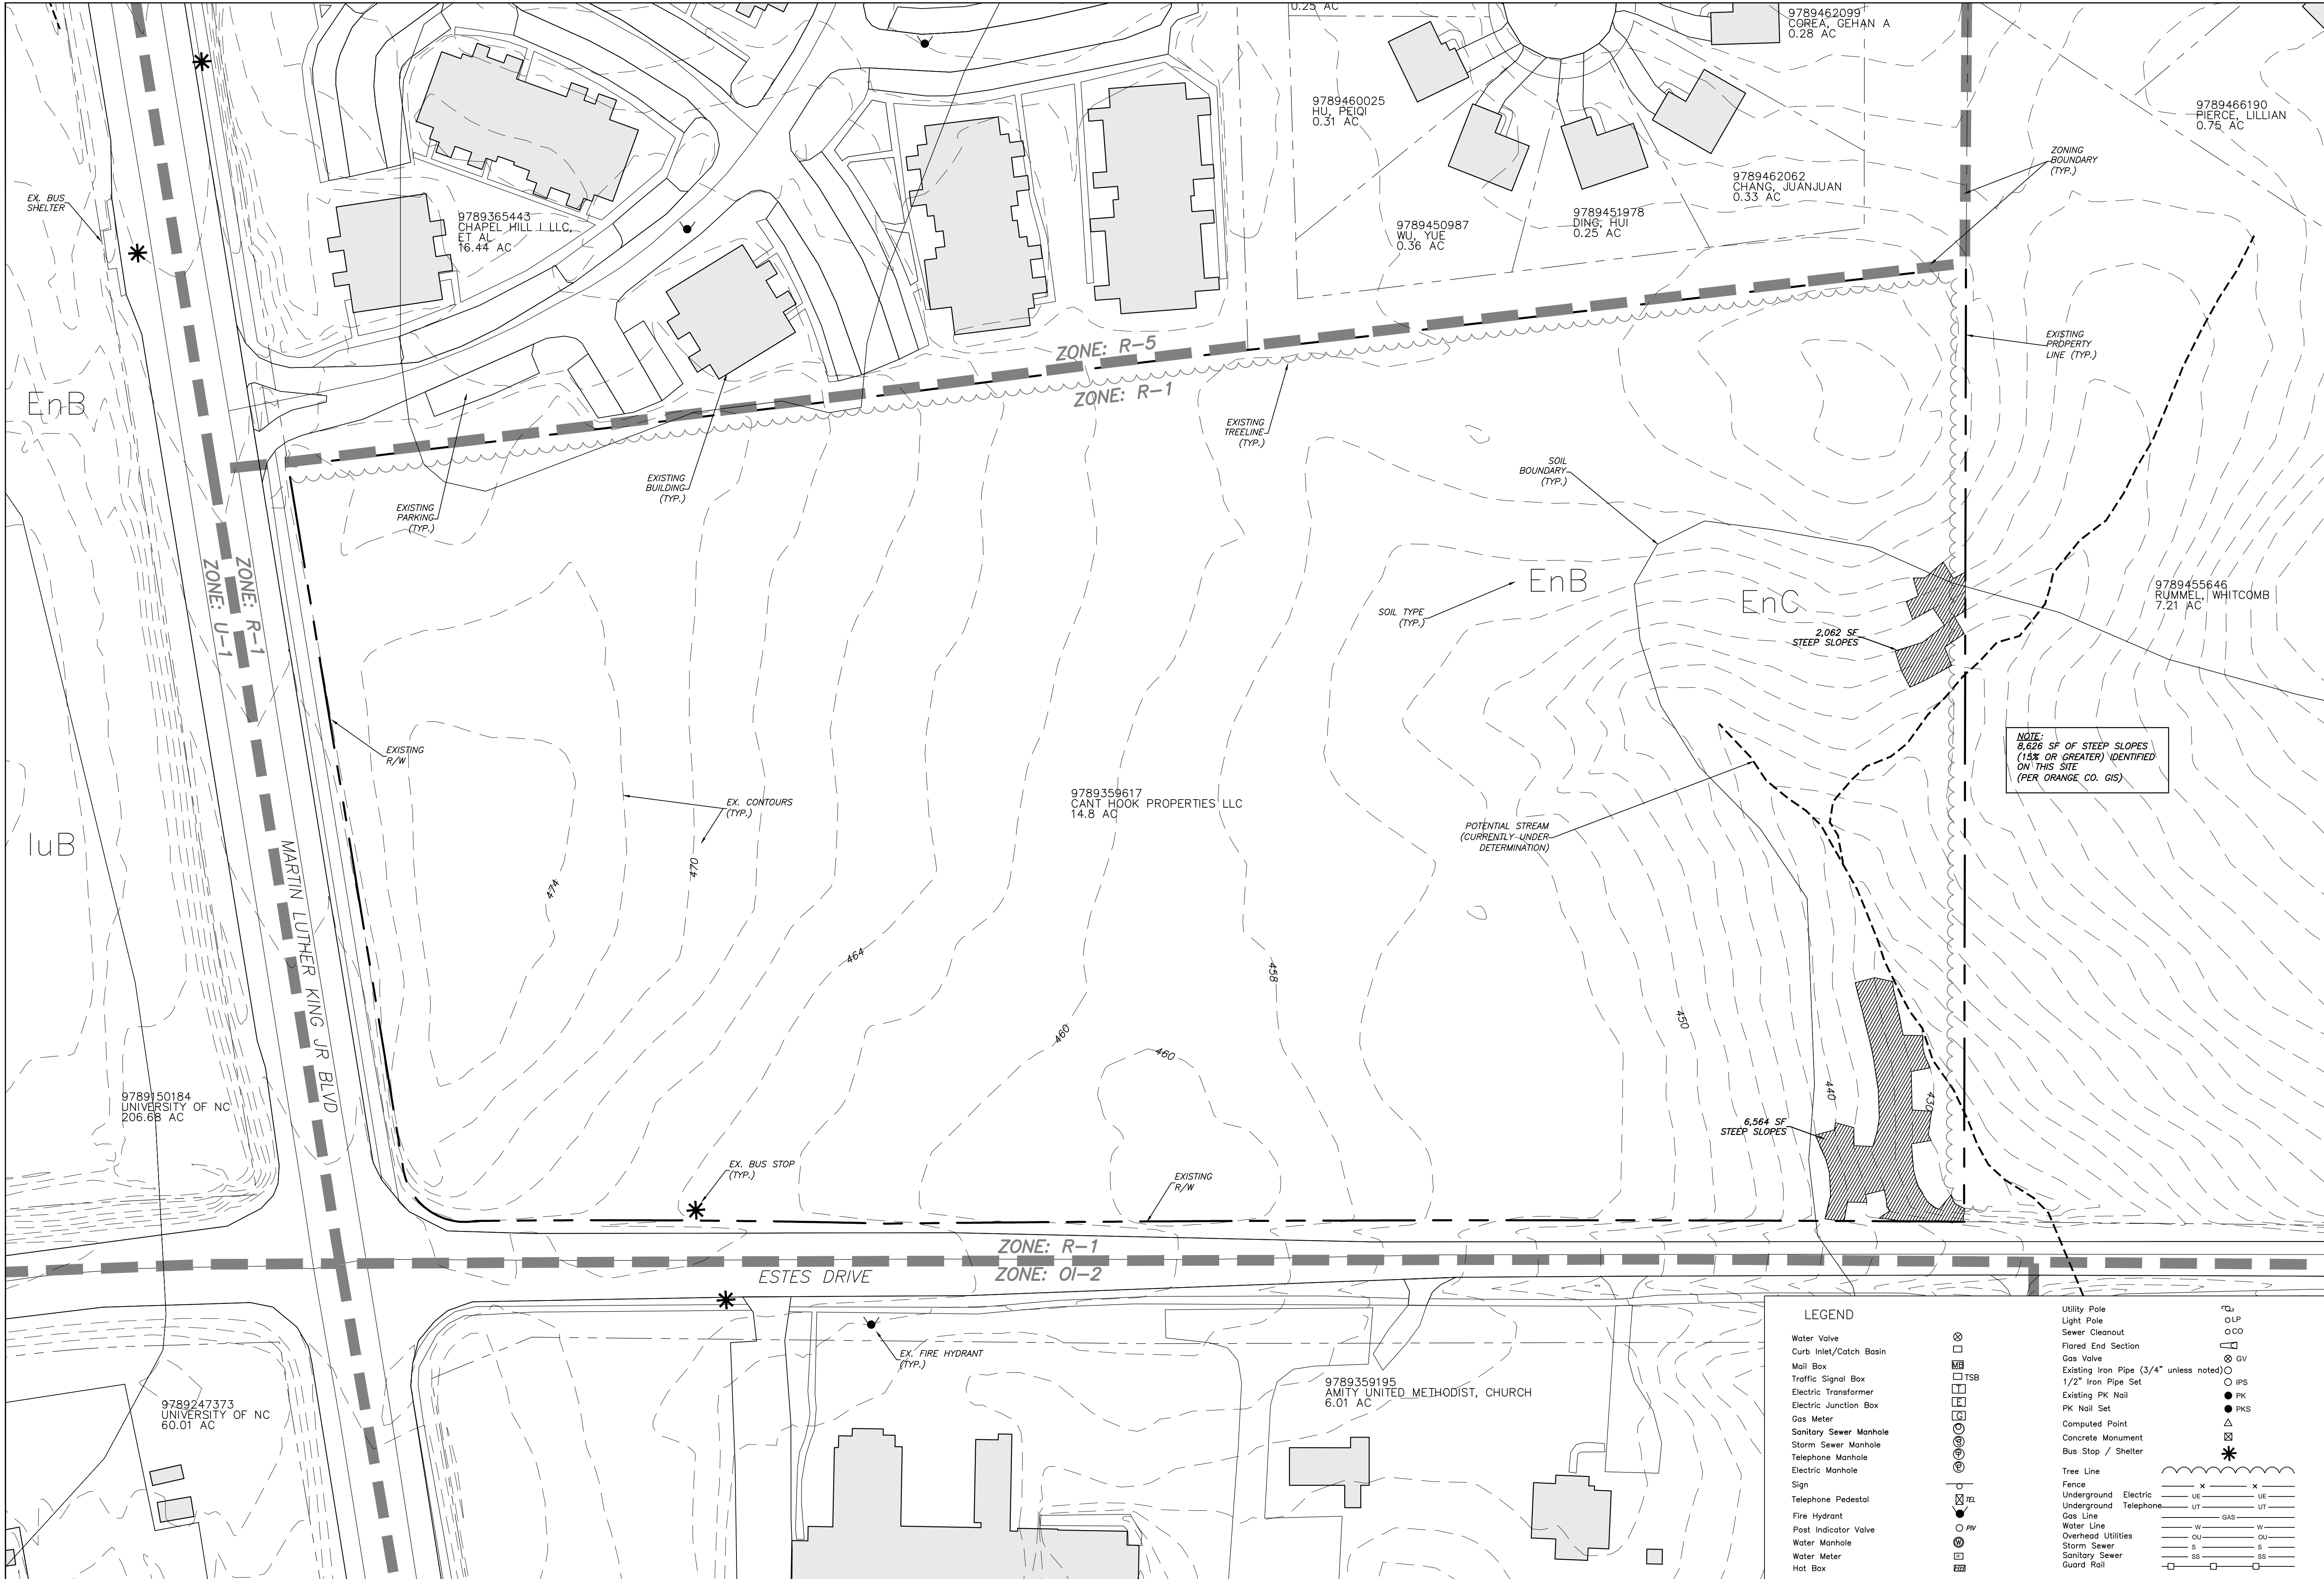 0.25 AC
9789462099
COREA, GEHAN A
0.28 AC
9789460025
HU, PEIQI
0.31 AC
9789466190
PIERCE, LILLIAN
0.75 AC
ZONING
BOUNDARY
(TYP.)
9789462062
CHANG, JUANJUAN
0.33 AC
EX. BUS
SHELTER
9789365443
CHAPEL HILL I LLC,
ET AL
16.44 AC
9789450987
WU, YUE
0.36 AC
9789451978
DING, HUI
0.25 AC
EXISTING
PROPERTY
LINE (TYP.)
ZONE: R-5
ZONE: R-1
EnB
EXISTING
TREELINE
(TYP.)
EXISTING
BUILDING
(TYP.)
EXISTING
PARKING
(TYP.)
SOIL
BOUNDARY
(TYP.)
ZONE: R-1
ZONE: U-1
EnB
EnC
SOIL TYPE
(TYP.)
9789455646
RUMMEL, WHITCOMB
7.21 AC
2,062 SF
STEEP SLOPES
NOTE:
8,626 SF OF STEEP SLOPES
(15% OR GREATER) IDENTIFIED
ON THIS SITE
(PER ORANGE CO. GIS)
EXISTING
R/W
EX. CONTOURS
(TYP.)
9789359617
CANT HOOK PROPERTIES LLC
14.8 AC
POTENTIAL STREAM
(CURRENTLY UNDER
DETERMINATION)
IuB
MARTIN LUTHER KING JR BLVD
474
470
464
458
460
460
450
440
430
9789150184
UNIVERSITY OF NC
206.68 AC
6,564 SF
STEEP SLOPES
EX. BUS STOP
(TYP.)
EXISTING
R/W
ZONE: R-1
ZONE: OI-2
ESTES DRIVE
EX. FIRE HYDRANT
(TYP.)
9789359195
AMITY UNITED METHODIST, CHURCH
6.01 AC
9789247373
UNIVERSITY OF NC
60.01 AC
LEGEND
Water Valve
Curb Inlet/Catch Basin
Mail Box MB
Traffic Signal Box TSB
Electric Transformer T
Electric Junction Box E
Gas Meter G
Sanitary Sewer Manhole
Storm Sewer Manhole
Telephone Manhole
Electric Manhole
Sign
Telephone Pedestal TEL
Fire Hydrant
Post Indicator Valve PIV
Water Manhole W
Water Meter
Hot Box HB
Utility Pole
Light Pole LP
Sewer Cleanout CO
Flared End Section
Gas Valve GV
Existing Iron Pipe (3/4" unless noted)
1/2" Iron Pipe Set IPS
Existing PK Nail PK
PK Nail Set PKS
Computed Point
Concrete Monument
Bus Stop / Shelter
Tree Line
Fence x x
Underground Electric UE UE
Underground Telephone UT UT
Gas Line GAS
Water Line W W
Overhead Utilities OU OU
Storm Sewer S S
Sanitary Sewer SS SS
Guard Rail